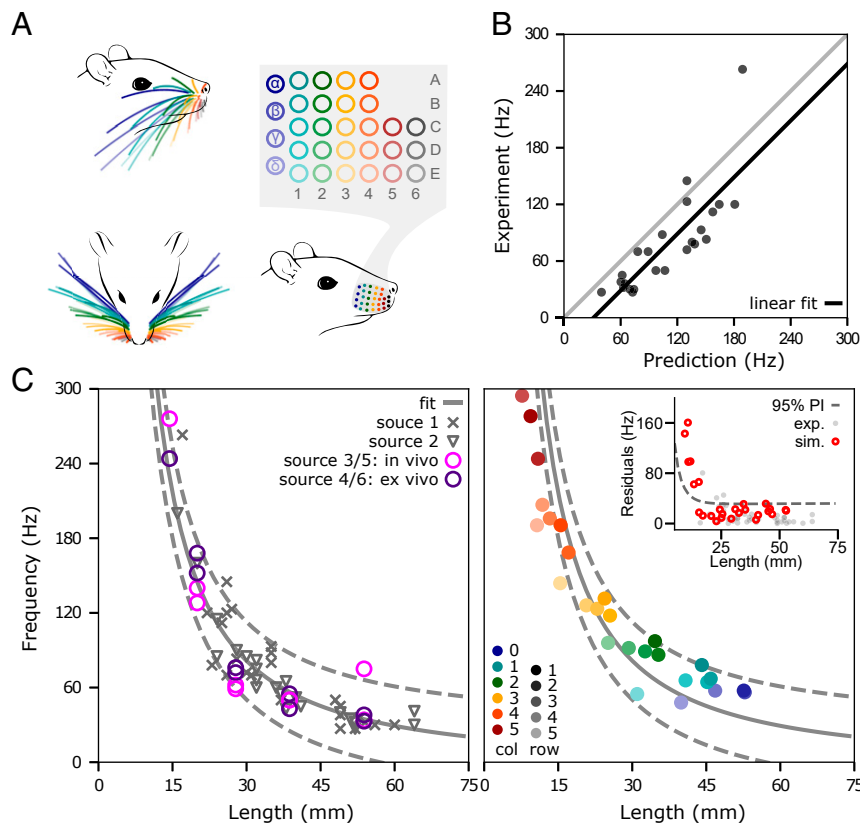 A
α
β
γ
δ
A
B
C
D
E
1 2 3 4 5 6
B
Experiment (Hz)
300
240
180
120
60
0
linear fit
0 60 120 180 240 300
Prediction (Hz)
C
Frequency (Hz)
300
240
180
120
60
0
fit
souce 1
source 2
source 3/5: in vivo
source 4/6: ex vivo
0 15 30 45 60 75
Length (mm)
Residuals (Hz)
160
80
0
95% PI
exp.
sim.
25 50 75
Length (mm)
0 1
1 2
2 3
3 4
4 5
5
col row
15 30 45 60 75
Length (mm)